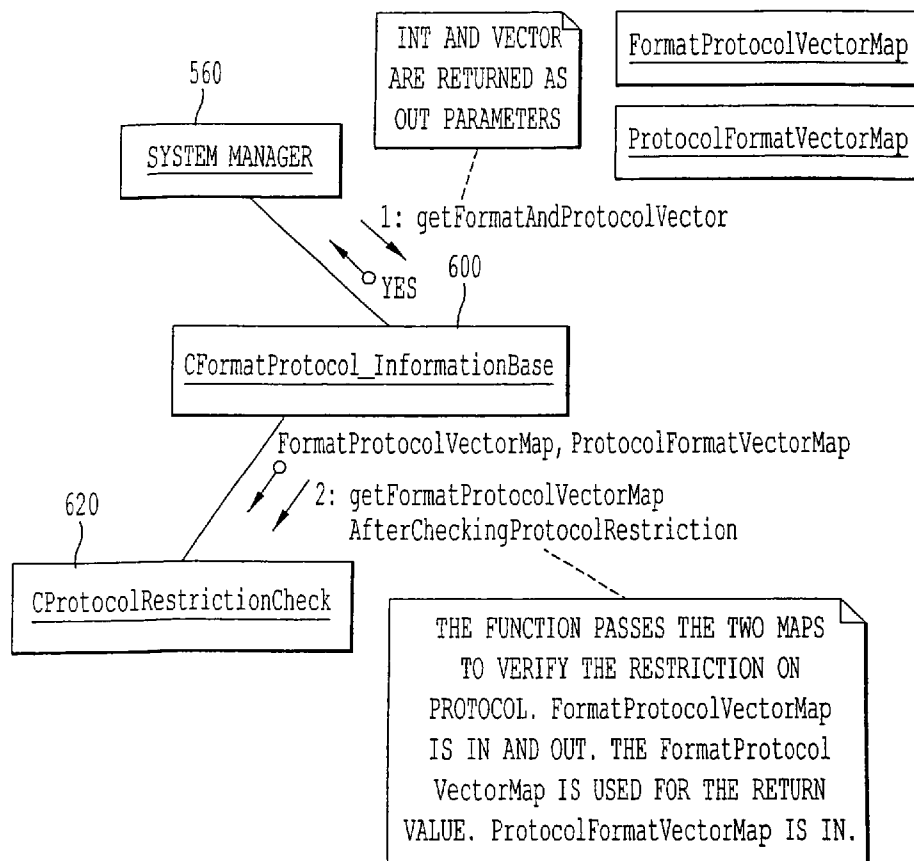 INT AND VECTOR
ARE RETURNED AS
OUT PARAMETERS
FormatProtocolVectorMap
ProtocolFormatVectorMap
560
SYSTEM MANAGER
1: getFormatAndProtocolVector
YES
600
CFormatProtocol_InformationBase
FormatProtocolVectorMap, ProtocolFormatVectorMap
2: getFormatProtocolVectorMap
AfterCheckingProtocolRestriction
620
CProtocolRestrictionCheck
THE FUNCTION PASSES THE TWO MAPS
TO VERIFY THE RESTRICTION ON
PROTOCOL. FormatProtocolVectorMap
IS IN AND OUT. THE FormatProtocol
VectorMap IS USED FOR THE RETURN
VALUE. ProtocolFormatVectorMap IS IN.